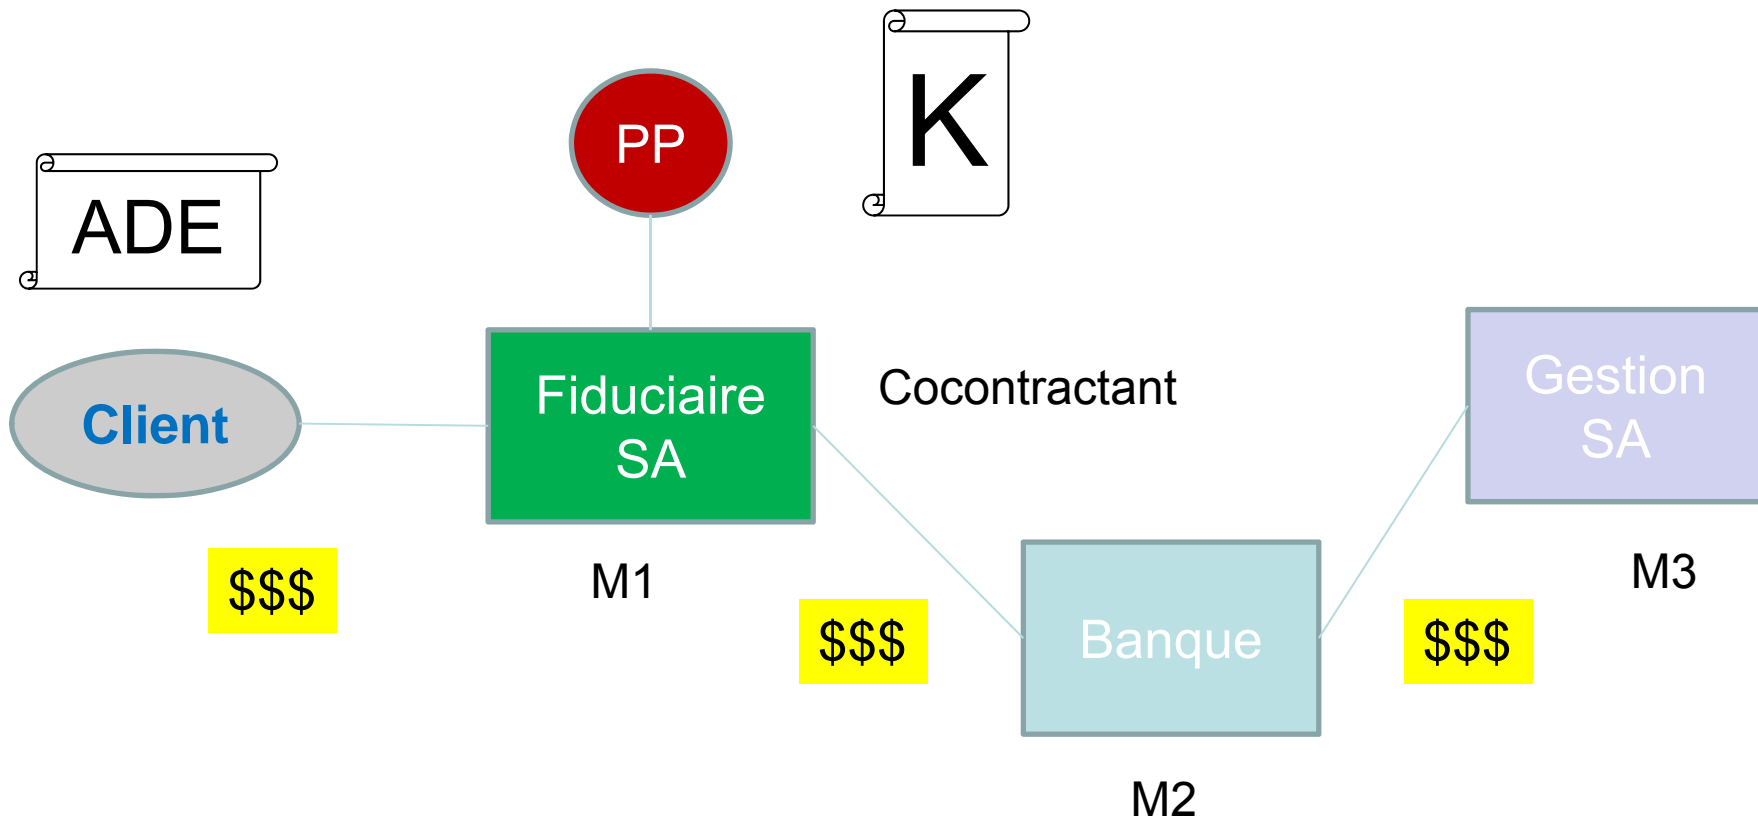 K
PP
ADE
Fiduciaire
SA
Cocontractant
Gestion
SA
Client
$$$
M1
M3
$$$
Banque
$$$
M2